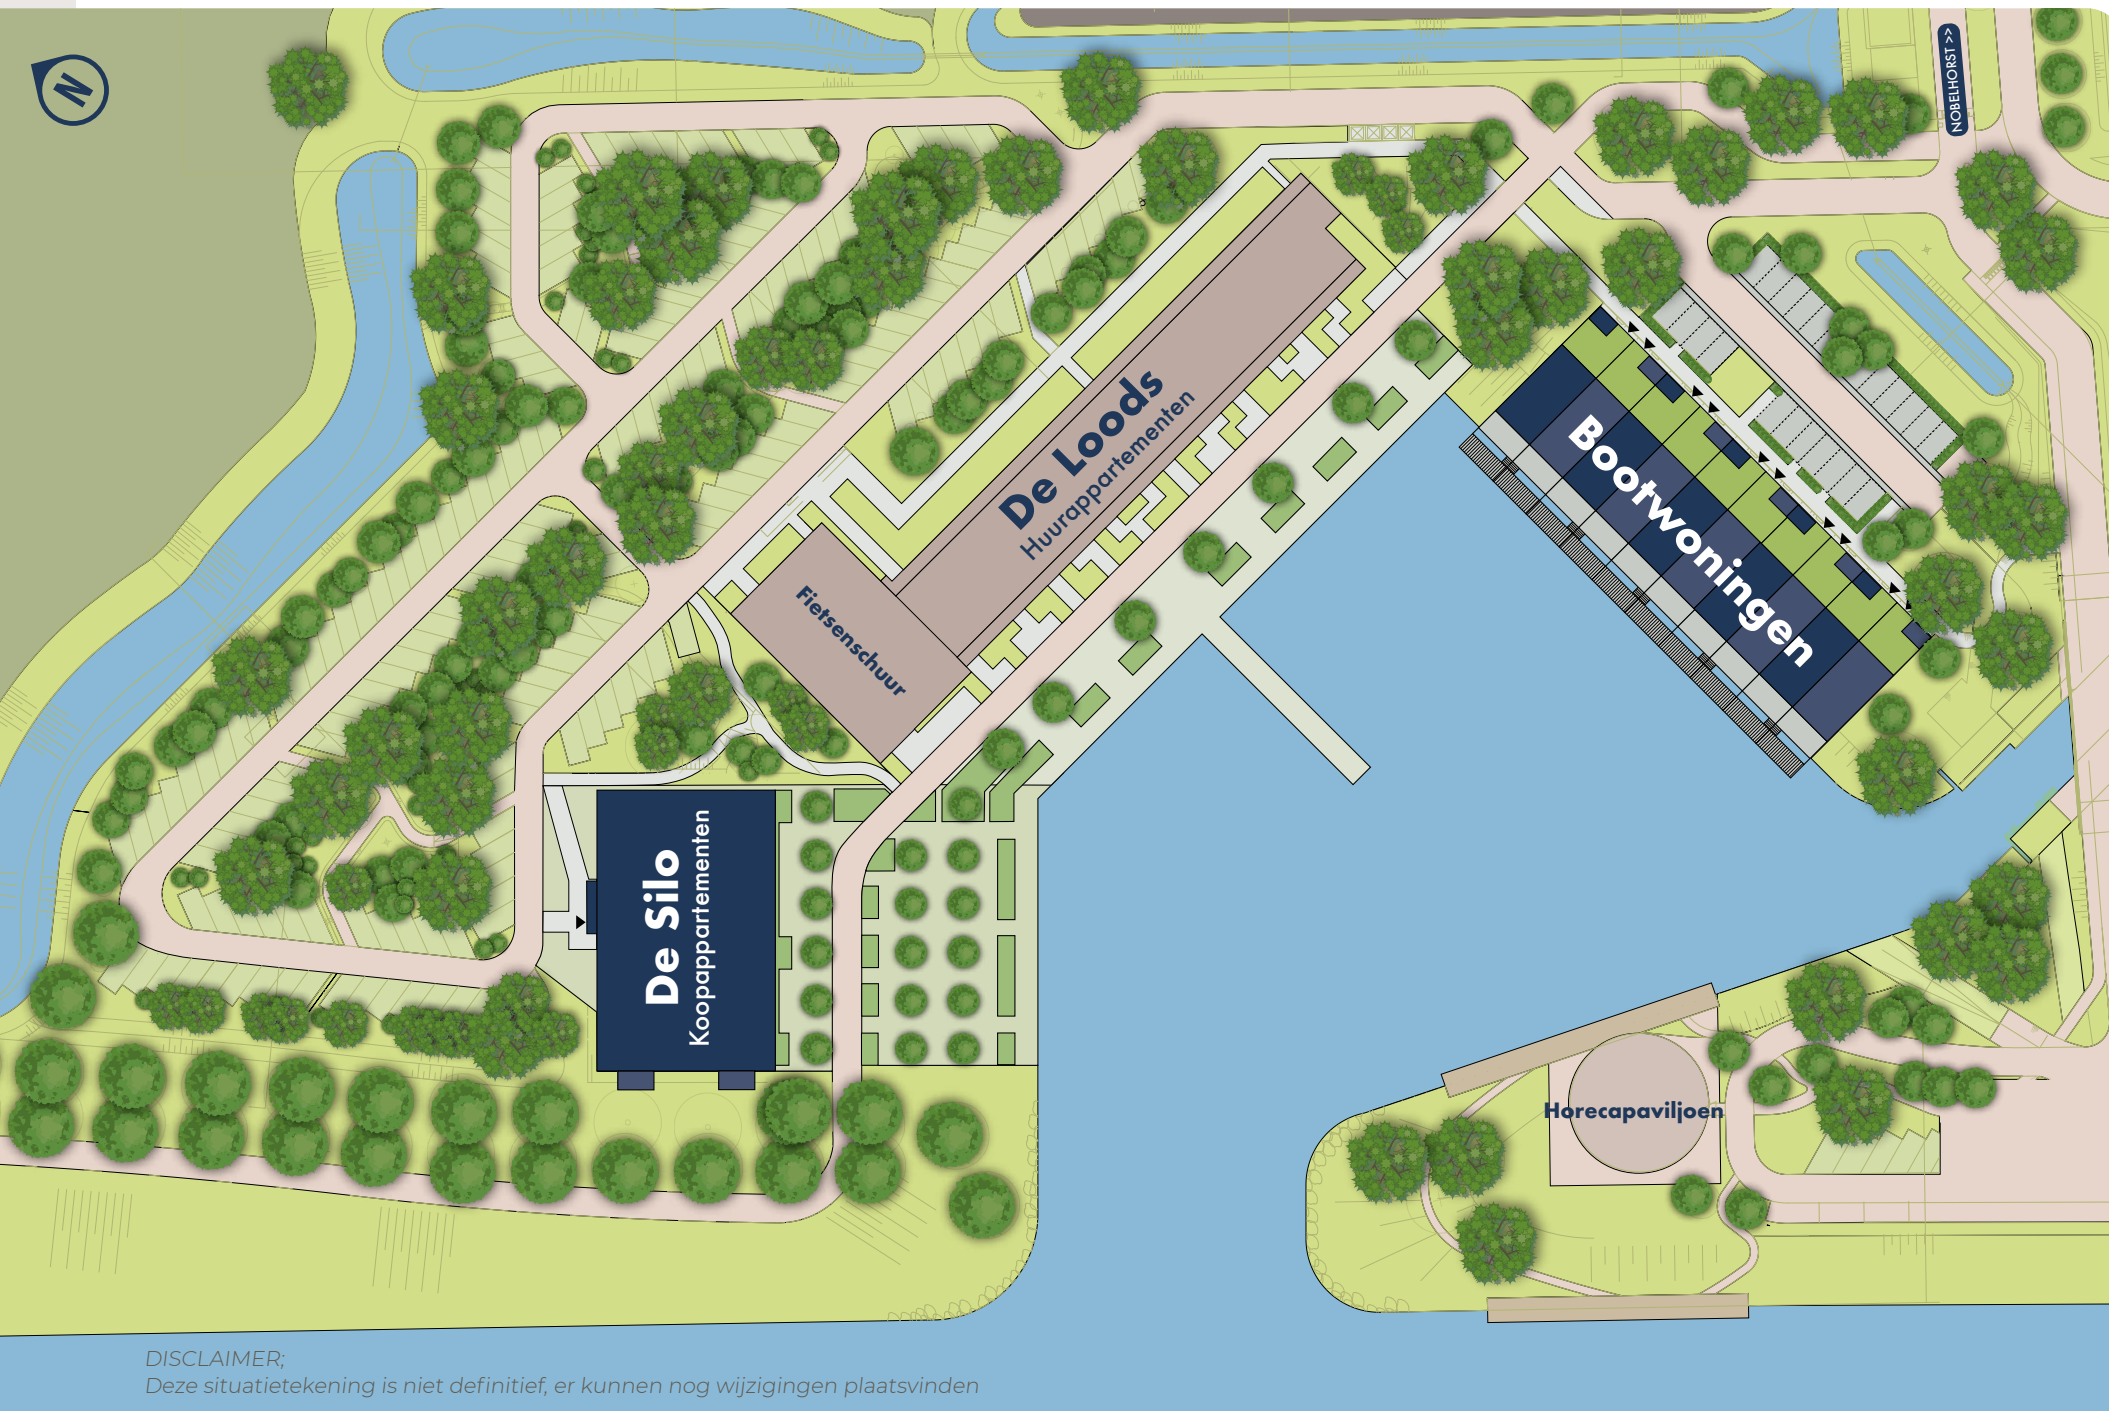 N
NOBELHORST >>
De Loods
Huurappartementen
Bootwoningen
Fietsenschuur
De Silo
Koopappartementen
Horecapaviljoen
DISCLAIMER;
Deze situatietekening is niet definitief, er kunnen nog wijzigingen plaatsvinden